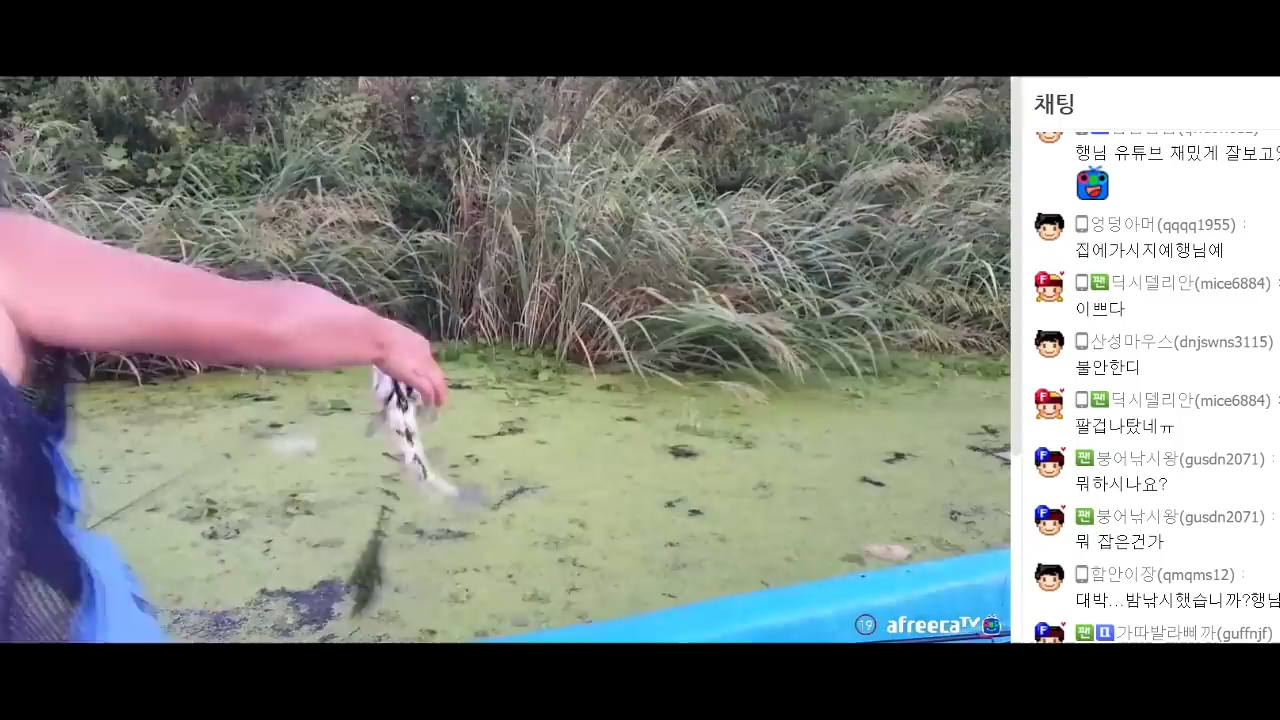 채팅
행님 유튜브 재밌게 잘보고
엉덩아머(qqqq1955) :
집에가시지예행님예
팬 딕시델리안(mice6884) :
이쁘다
산성마우스(dnjswns3115)
불안한디
팬 딕시델리안(mice6884) :
팔겁나탔네ㅠ
팬 붕어낚시왕(gusdn2071) :
뭐하시나요?
팬 붕어낚시왕(gusdn2071) :
뭐 잡은건가
함안이장(qmqms12) :
대박...밤낚시했습니까?행님
팬 가따발라삐까(guffnjf)
19 afreecaTV